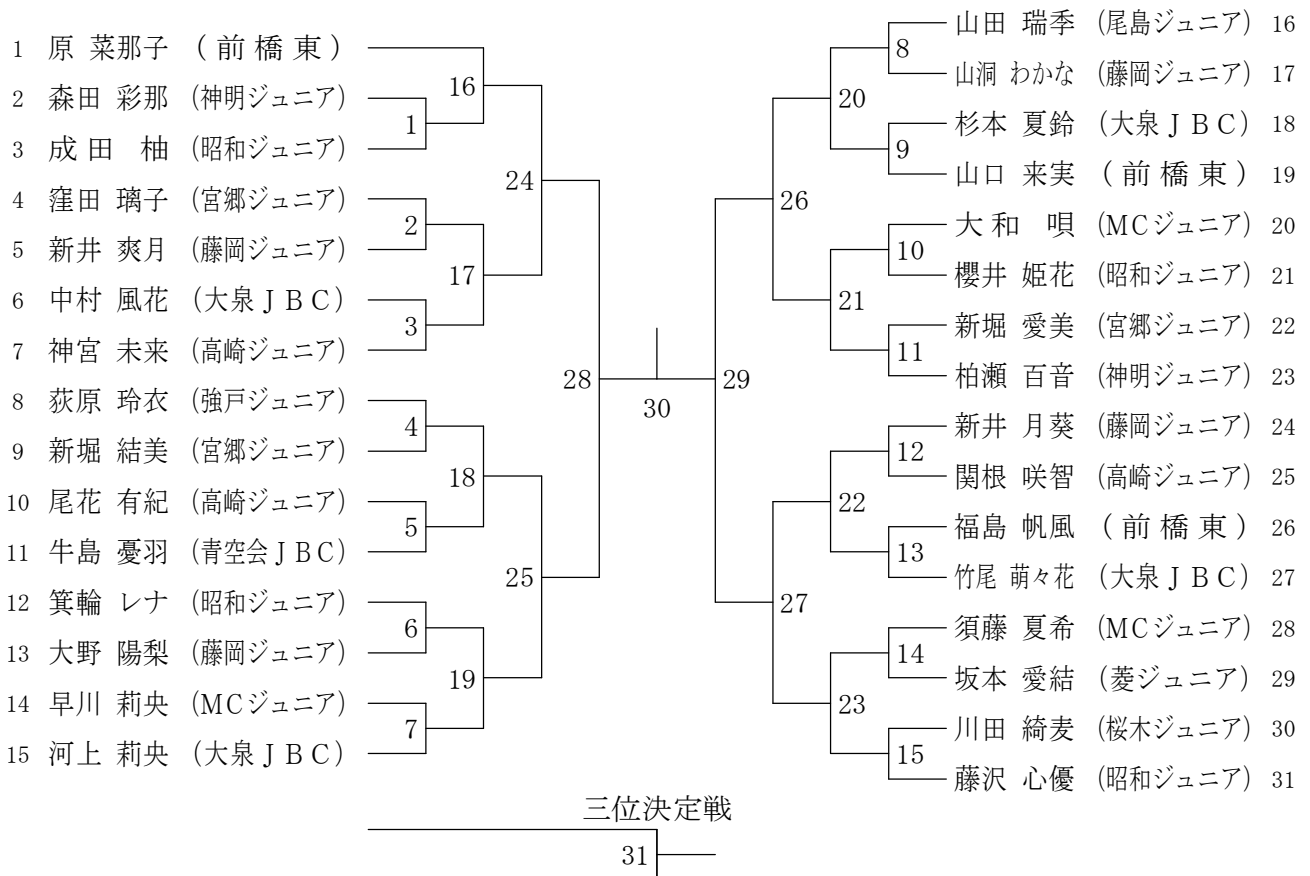 1 原 菜那子 (前 橋 東)
2 森田 彩那 (神明ジュニア)
3 成田 柚 (昭和ジュニア)
4 窪田 璃子 (宮郷ジュニア)
5 新井 爽月 (藤岡ジュニア)
6 中村 風花 (大泉ＪＢＣ)
7 神宮 未来 (高崎ジュニア)
8 荻原 玲衣 (強戸ジュニア)
9 新堀 結美 (宮郷ジュニア)
10 尾花 有紀 (高崎ジュニア)
11 牛島 憂羽 (青空会ＪＢＣ)
12 箕輪 レナ (昭和ジュニア)
13 大野 陽梨 (藤岡ジュニア)
14 早川 莉央 (MCジュニア)
15 河上 莉央 (大泉ＪＢＣ)
1
2
3
4
5
6
7
16
17
18
19
24
25
28
30
29
26
27
20
21
22
23
8
9
10
11
12
13
14
15
山田 瑞季 (尾島ジュニア) 16
山洞 わかな (藤岡ジュニア) 17
杉本 夏鈴 (大泉ＪＢＣ) 18
山口 来実 (前 橋 東) 19
大和 唄 (MCジュニア) 20
櫻井 姫花 (昭和ジュニア) 21
新堀 愛美 (宮郷ジュニア) 22
柏瀬 百音 (神明ジュニア) 23
新井 月葵 (藤岡ジュニア) 24
関根 咲智 (高崎ジュニア) 25
福島 帆風 (前 橋 東) 26
竹尾 萌々花 (大泉ＪＢＣ) 27
須藤 夏希 (MCジュニア) 28
坂本 愛結 (菱ジュニア) 29
川田 綺麦 (桜木ジュニア) 30
藤沢 心優 (昭和ジュニア) 31
三位決定戦
31